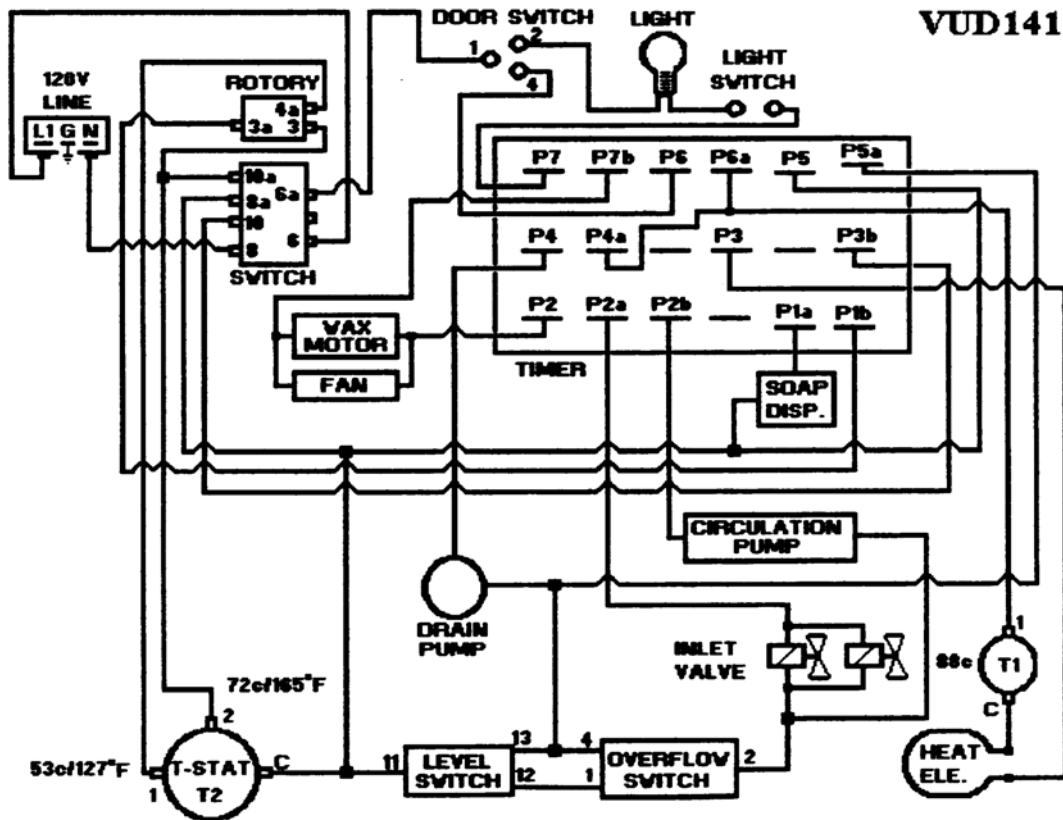 VUD141
DOOR SWITCH
LIGHT
LIGHT
SWITCH
1
2
4
120V
LINE
L1 G N
ROTORY
4a
3a 3
10a
6a
8a
10
6
8
SWITCH
P7 P7b P6 P6a P5 P5a
P4 P4a P3 P3b
P2 P2a P2b P1a P1b
TIMER
WAX
MOTOR
FAN
SOAP
DISP.
CIRCULATION
PUMP
DRAIN
PUMP
INLET
VALVE
88c
1
T1
C
HEAT
ELE.
72c/165°F
2
53c/127°F
1
T-STAT
T2
C
11
LEVEL
SWITCH
13
12
4
1
OVERFLOW
SWITCH
2